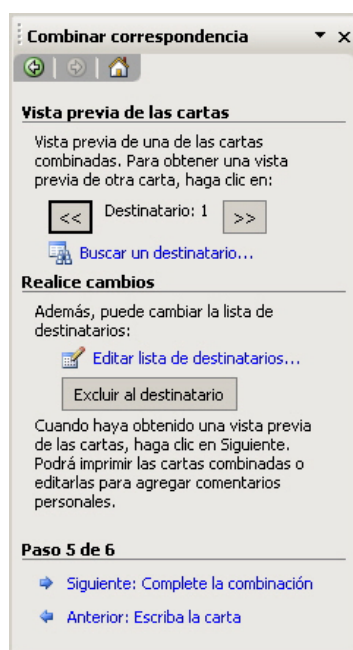 Combinar correspondencia
Vista previa de las cartas
Vista previa de una de las cartas
combinadas. Para obtener una vista
previa de otra carta, haga clic en:
<< Destinatario: 1 >>
Buscar un destinatario...
Realice cambios
Además, puede cambiar la lista de
destinatarios:
Editar lista de destinatarios...
Excluir al destinatario
Cuando haya obtenido una vista previa
de las cartas, haga clic en Siguiente.
Podrá imprimir las cartas combinadas o
editarlas para agregar comentarios
personales.
Paso 5 de 6
Siguiente: Complete la combinación
Anterior: Escriba la carta